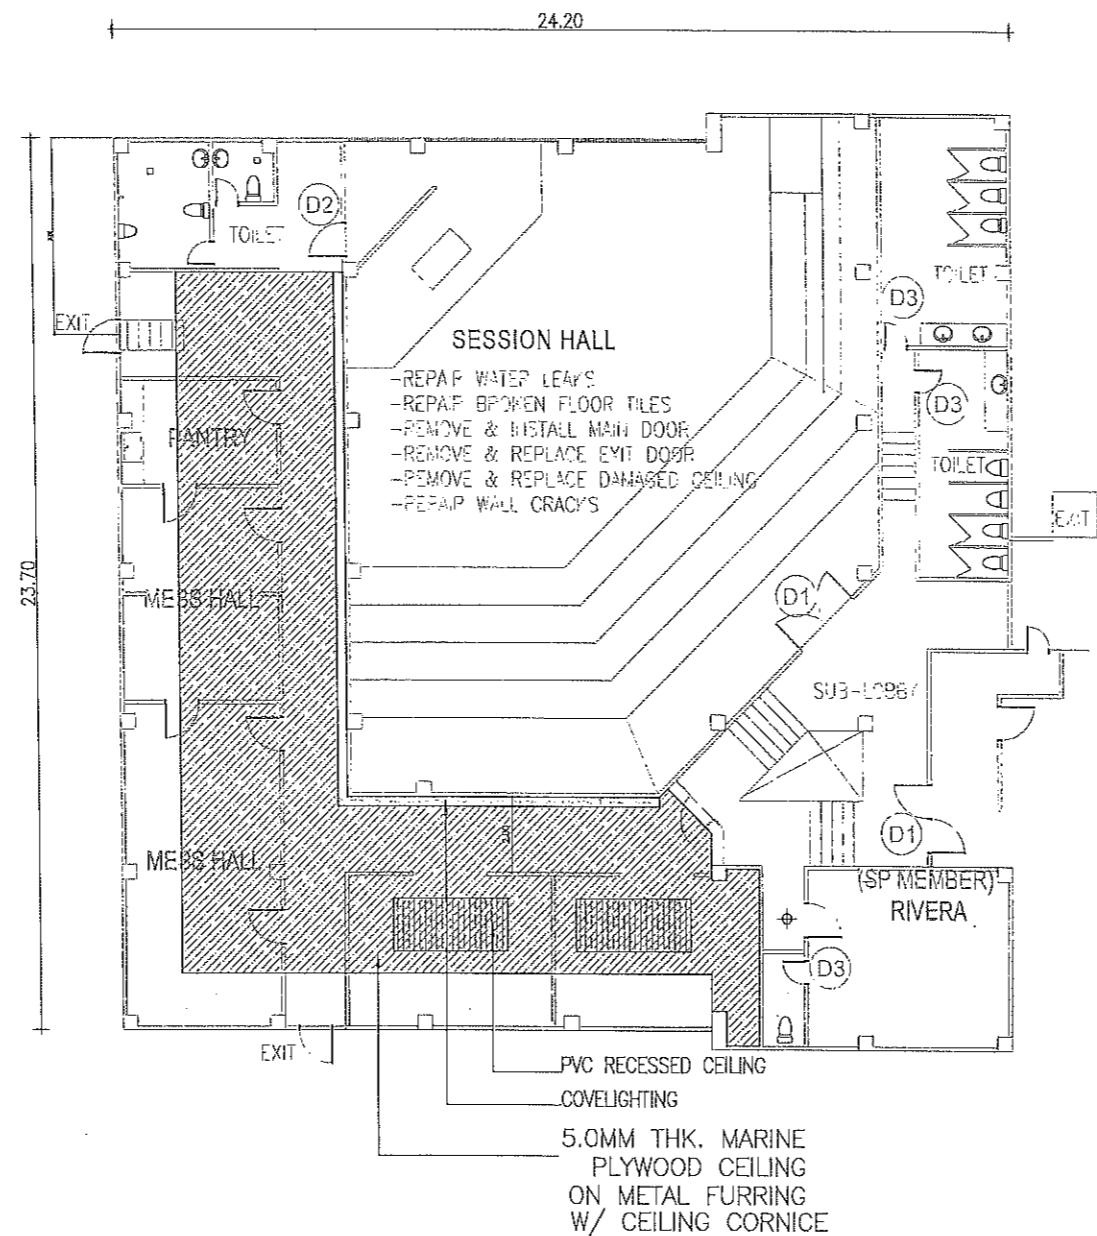 24.20
23.70
D2
TOILET
TOILET
D3
EXIT
SESSION HALL
-REPAIR WATER LEAKS
-REPAIR BROKEN FLOOR TILES
-REMOVE & INSTALL MAIN DOOR
-REMOVE & REPLACE EXIT DOOR
-REMOVE & REPLACE DAMAGED CEILING
-REPAIR WALL CRACKS
D3
PANTRY
TOILET
EXIT
MESS HALL
D1
SUB-LOBBY
D1
MESS HALL
(SP MEMBER)
RIVERA
D3
EXIT
PVC RECESSED CEILING
COVELIGHTING
5.0MM THK. MARINE
PLYWOOD CEILING
ON METAL FURRING
W/ CEILING CORNICE